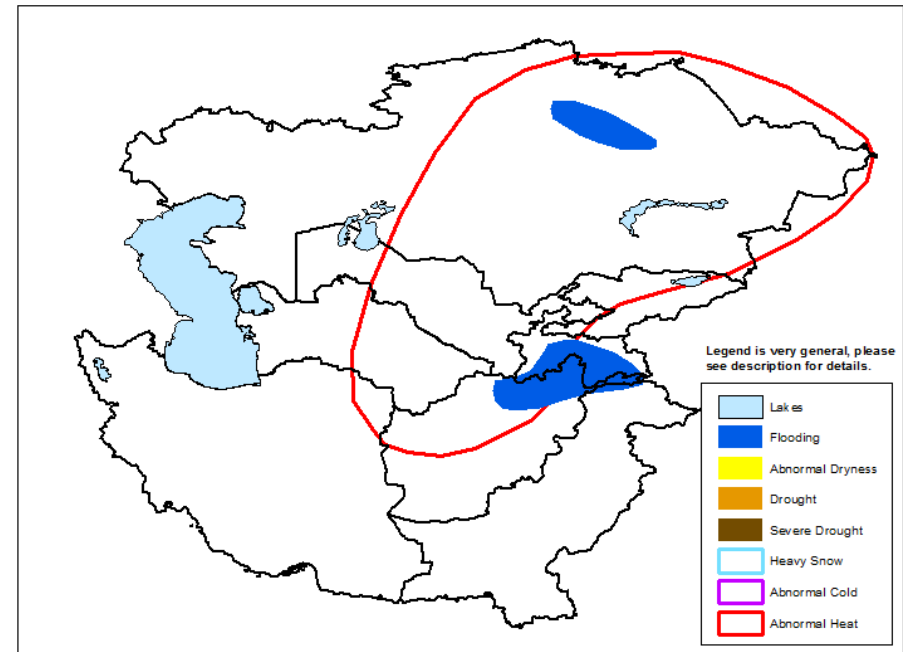 Legend is very general, please
see description for details.
Lakes
Flooding
Abnormal Dryness
Drought
Severe Drought
Heavy Snow
Abnormal Cold
Abnormal Heat